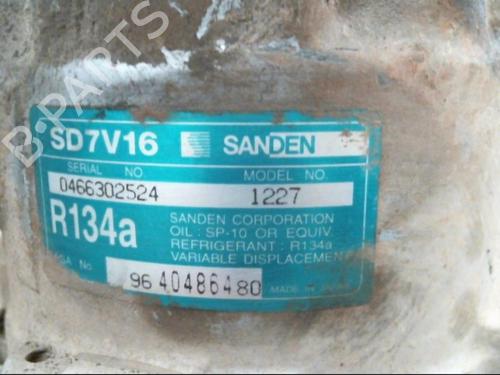 SD7V16 SANDEN
SERIAL NO. MODEL NO.
0466302524 1227
R134a
SANDEN CORPORATION
OIL : SP-10 OR EQUIV.
REFRIGERANT : R134a
VARIABLE DISPLACEMENT
No.
96 40486480
MADE IN
B-PARTS